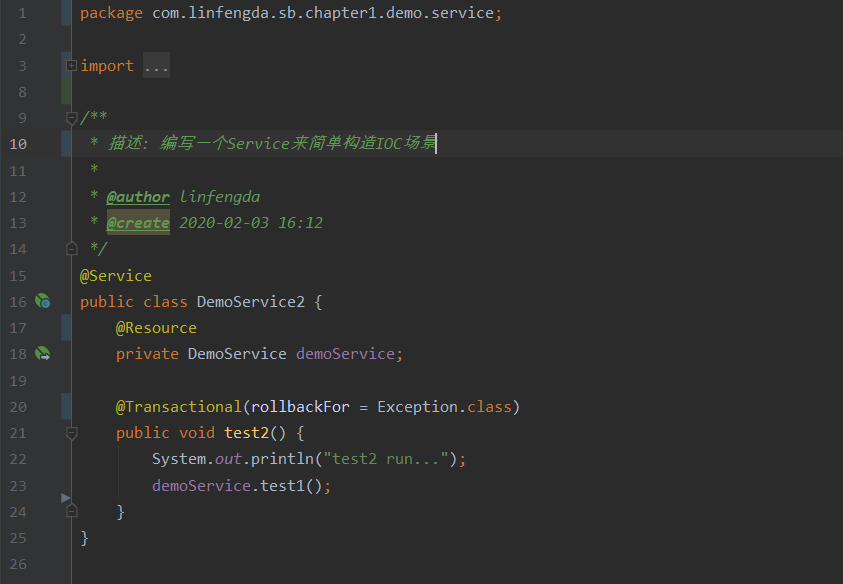 1 package com.linfengda.sb.chapter1.demo.service;
2
3 import ...
8
9 /**
10 * 描述: 编写一个Service来简单构造IOC场景
11 *
12 * @author linfengda
13 * @create 2020-02-03 16:12
14 */
15 @Service
16 public class DemoService2 {
17 @Resource
18 private DemoService demoService;
19
20 @Transactional(rollbackFor = Exception.class)
21 public void test2() {
22 System.out.println("test2 run...");
23 demoService.test1();
24 }
25 }
26